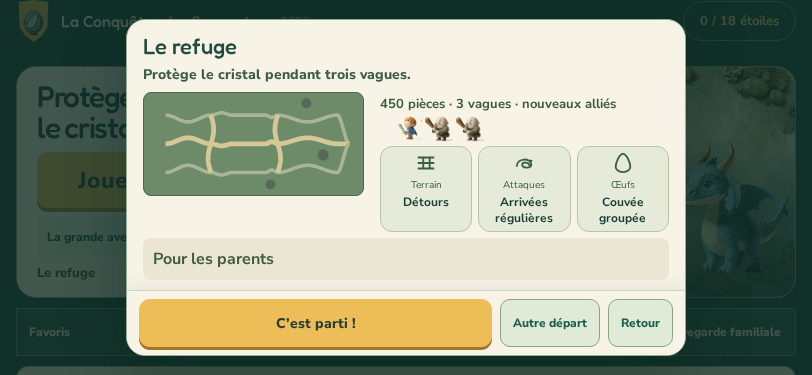 La Conqu
0 / 18 étoiles
Protège
le crista
Joue
La grande ave
Le refuge
Favoris
egarde familiale
Le refuge
Protège le cristal pendant trois vagues.
450 pièces · 3 vagues · nouveaux alliés
Terrain
Détours
Attaques
Arrivées
régulières
Œufs
Couvée
groupée
Pour les parents
C'est parti !
Autre départ
Retour